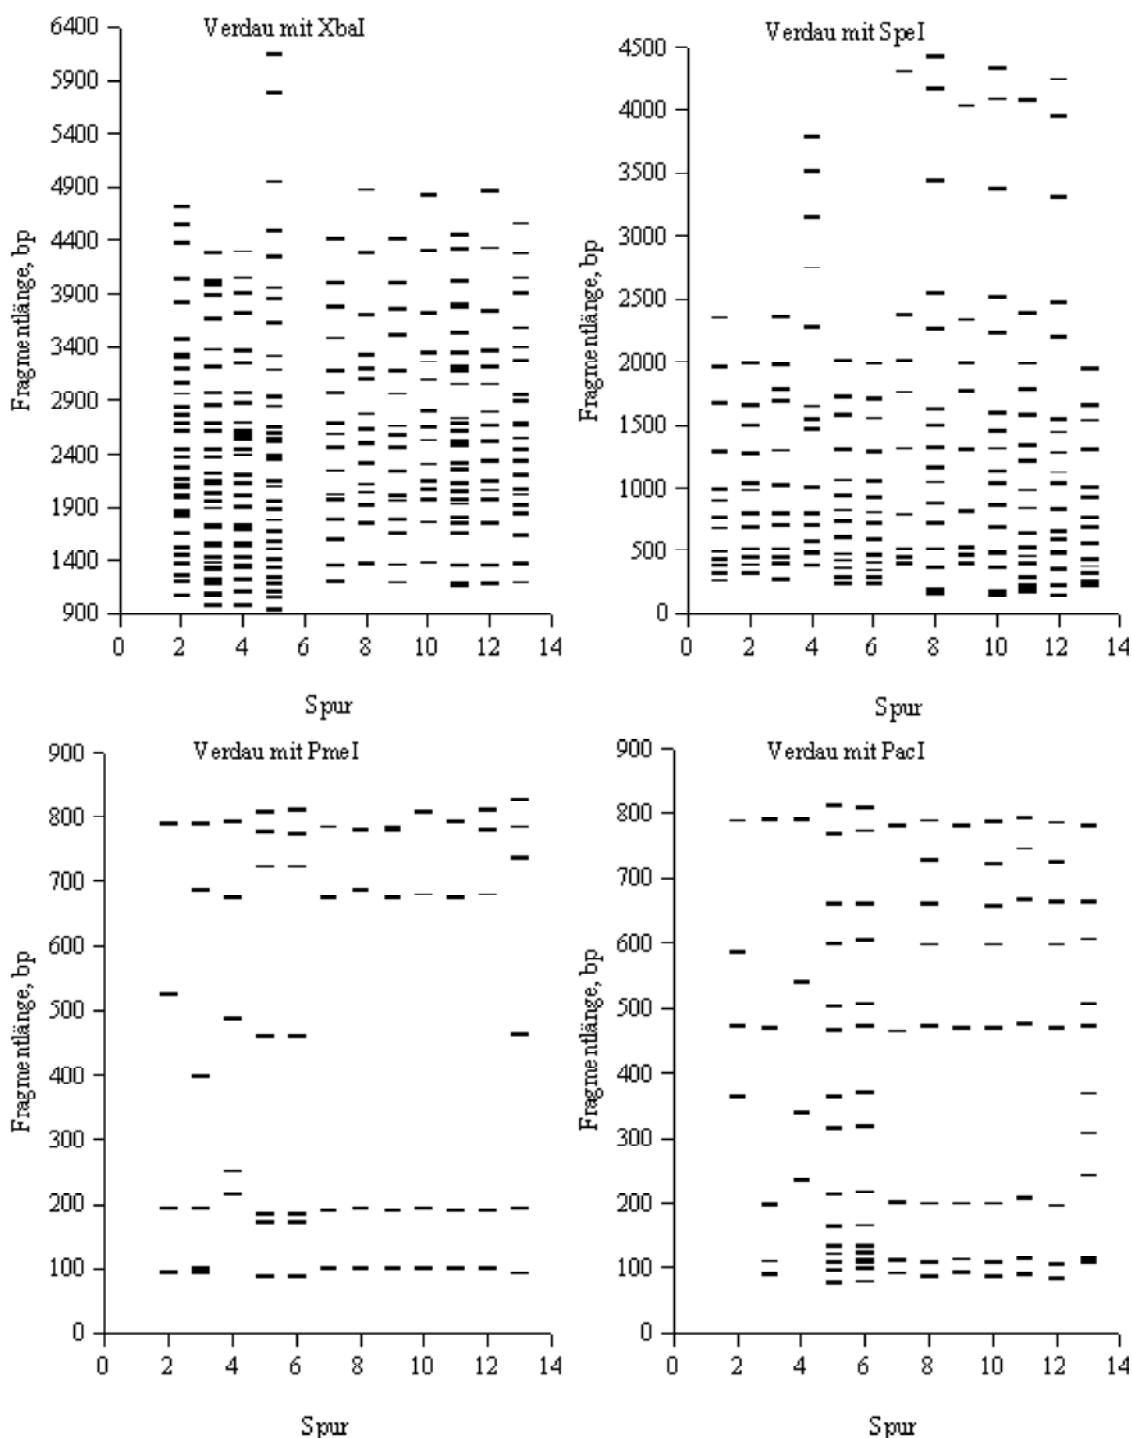 Verdau mit XbaI
6400
5900
5400
4900
4400
3900
3400
2900
2400
1900
1400
900
Fragmentlänge, bp
0 2 4 6 8 10 12 14
Spur
Verdau mit SpeI
4500
4000
3500
3000
2500
2000
1500
1000
500
0
Fragmentlänge, bp
0 2 4 6 8 10 12 14
Spur
Verdau mit PmeI
900
800
700
600
500
400
300
200
100
0
Fragmentlänge, bp
0 2 4 6 8 10 12 14
Spur
Verdau mit PacI
900
800
700
600
500
400
300
200
100
0
Fragmentlänge, bp
0 2 4 6 8 10 12 14
Spur